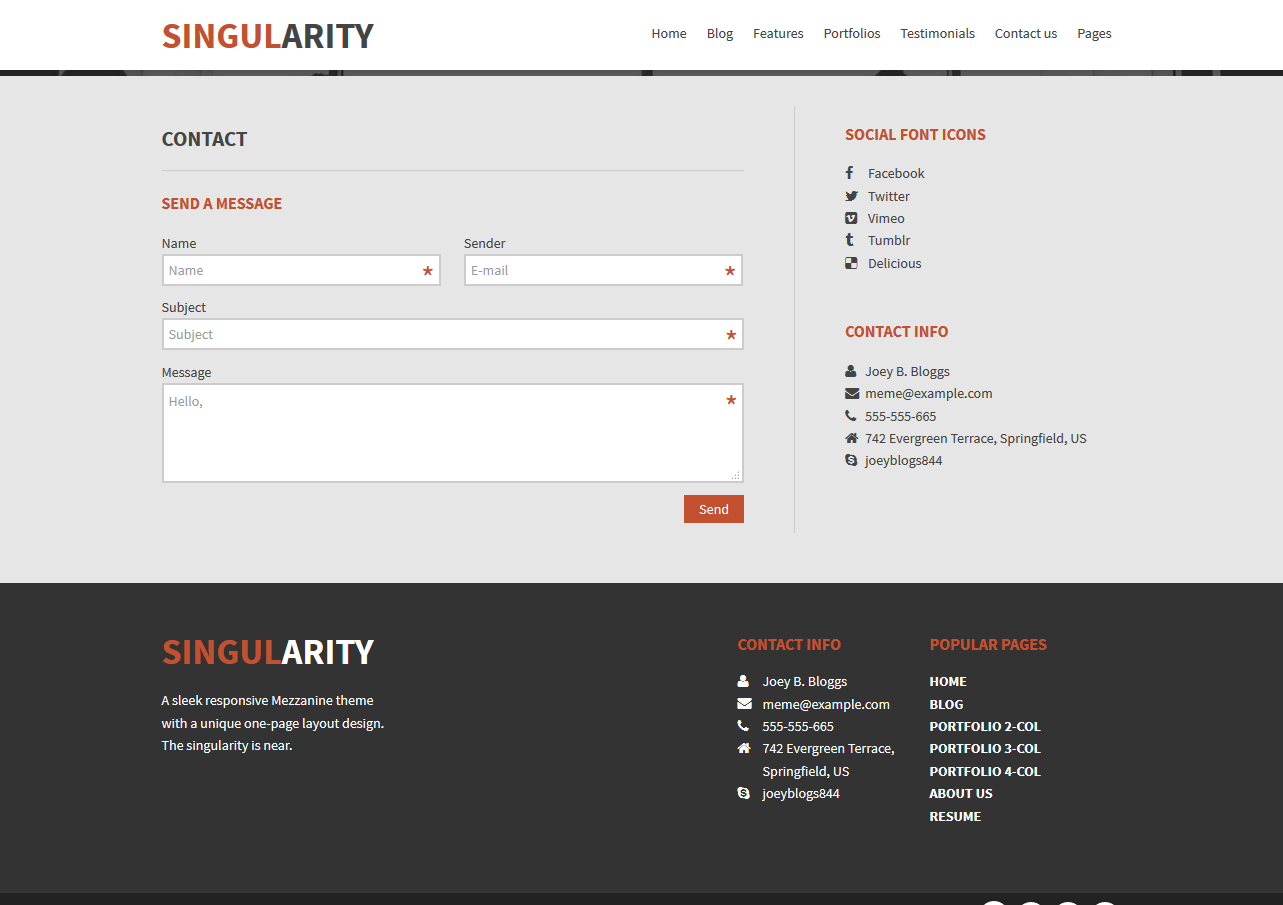 SINGULARITY
Home Blog Features Portfolios Testimonials Contact us Pages
CONTACT
SEND A MESSAGE
Name
Name *
Sender
E-mail *
Subject
Subject *
Message
Hello, *
Send
SOCIAL FONT ICONS
Facebook
Twitter
Vimeo
Tumblr
Delicious
CONTACT INFO
Joey B. Bloggs
meme@example.com
555-555-665
742 Evergreen Terrace, Springfield, US
joeyblogs844
SINGULARITY
A sleek responsive Mezzanine theme
with a unique one-page layout design.
The singularity is near.
CONTACT INFO
Joey B. Bloggs
meme@example.com
555-555-665
742 Evergreen Terrace,
Springfield, US
joeyblogs844
POPULAR PAGES
HOME
BLOG
PORTFOLIO 2-COL
PORTFOLIO 3-COL
PORTFOLIO 4-COL
ABOUT US
RESUME